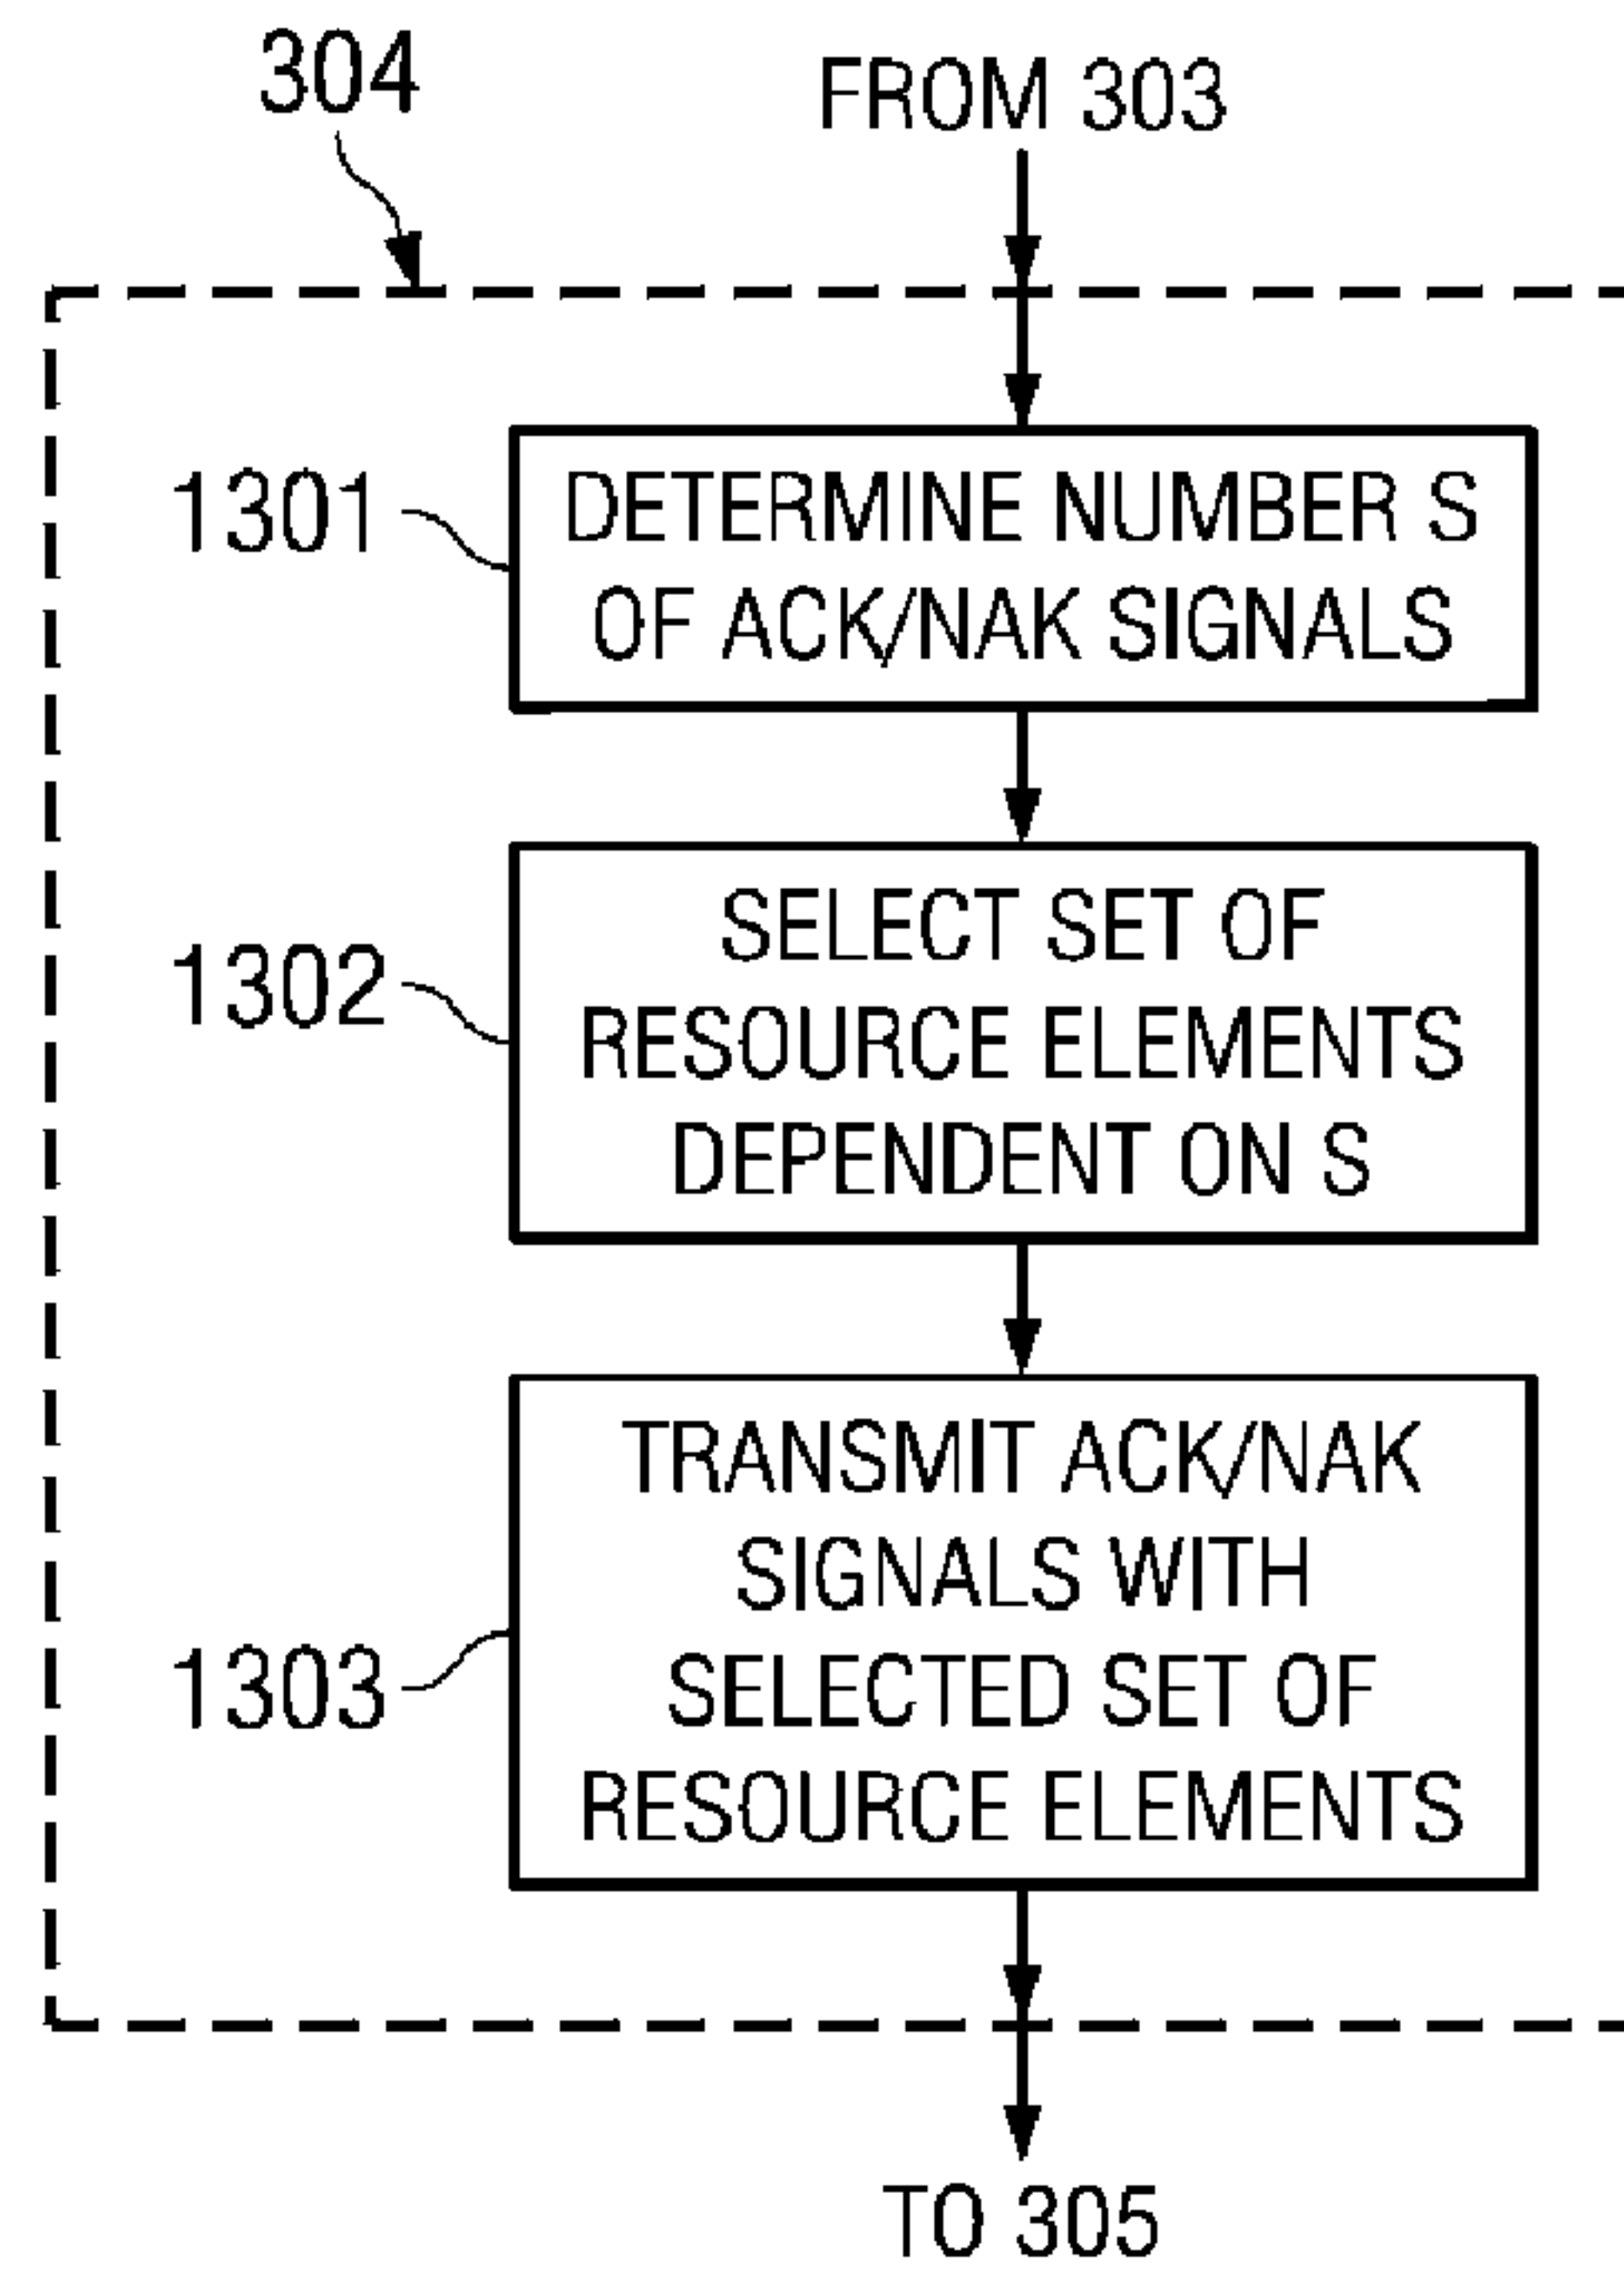 304
FROM 303
1301
DETERMINE NUMBER S
OF ACK/NAK SIGNALS
1302
SELECT SET OF
RESOURCE ELEMENTS
DEPENDENT ON S
1303
TRANSMIT ACK/NAK
SIGNALS WITH
SELECTED SET OF
RESOURCE ELEMENTS
TO 305